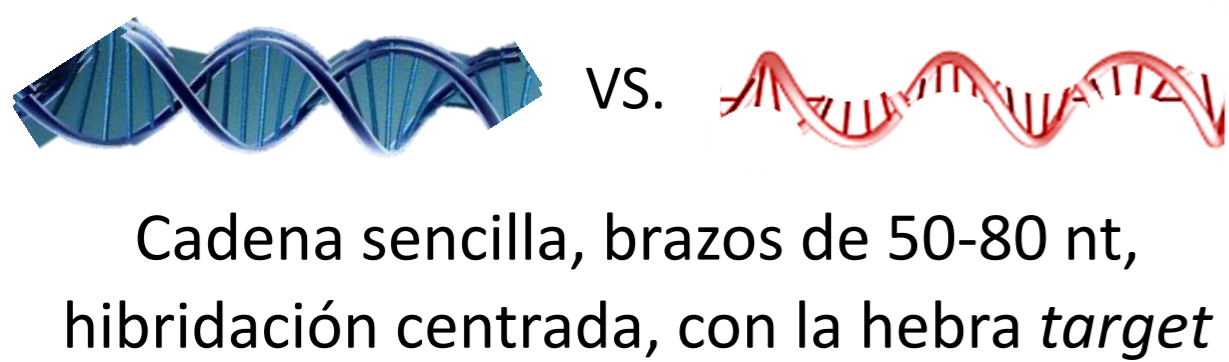 VS.
Cadena sencilla, brazos de 50-80 nt,
hibridación centrada, con la hebra target